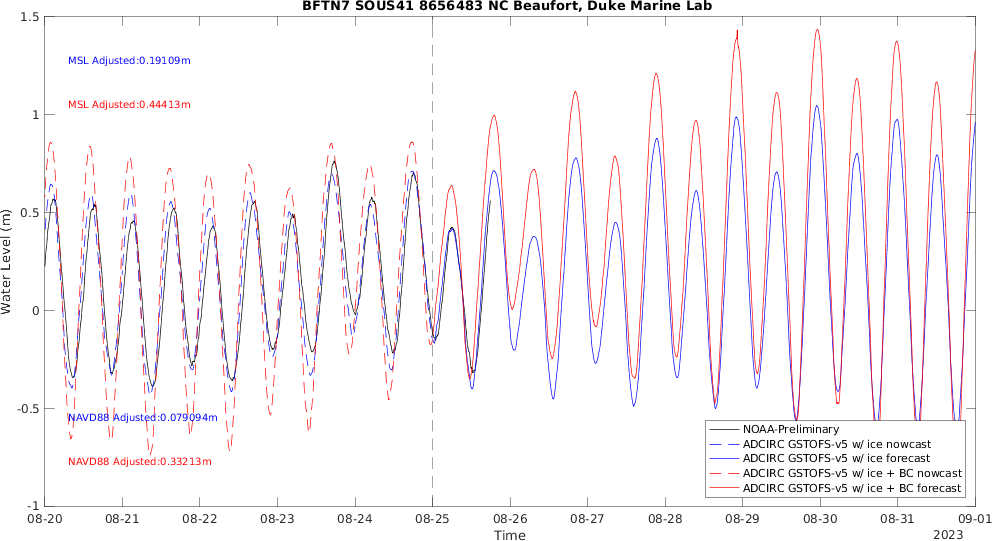 BFTN7 SOUS41 8656483 NC Beaufort, Duke Marine Lab
1.5
1
0.5
0
-0.5
-1
Water Level (m)
MSL Adjusted:0.19109m
MSL Adjusted:0.44413m
NAVD88 Adjusted:0.079094m
NAVD88 Adjusted:0.33213m
NOAA-Preliminary
ADCIRC GSTOFS-v5 w/ ice nowcast
ADCIRC GSTOFS-v5 w/ ice forecast
ADCIRC GSTOFS-v5 w/ ice + BC nowcast
ADCIRC GSTOFS-v5 w/ ice + BC forecast
08-20 08-21 08-22 08-23 08-24 08-25 08-26 08-27 08-28 08-29 08-30 08-31 09-01
Time
2023